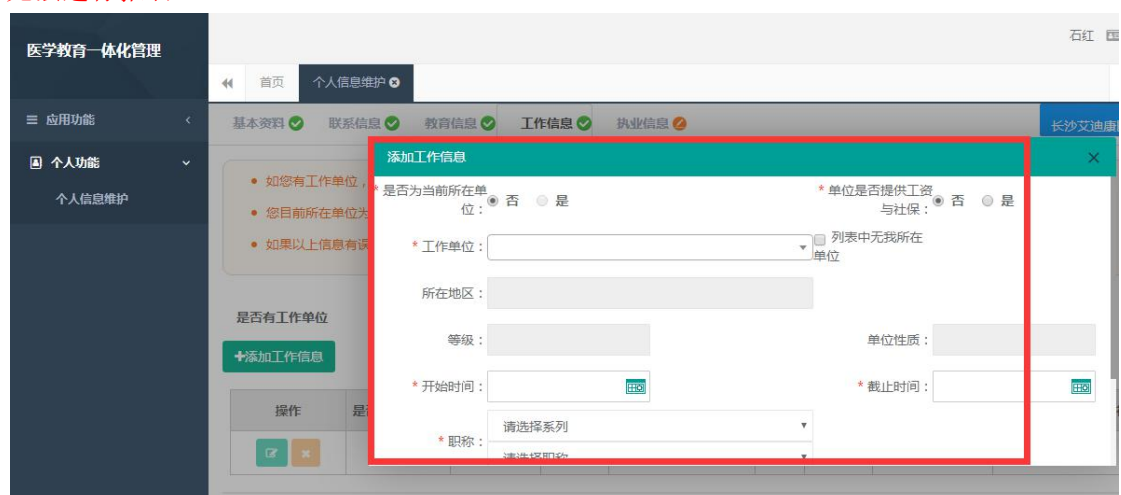 医学教育一体化管理
石红
首页 个人信息维护
应用功能
基本资料 联系信息 教育信息 工作信息 执业信息
长沙艾迪康
个人功能
个人信息维护
添加工作信息
如您有工作单位，
您目前所在单位为
如果以上信息有误
* 是否为当前所在单位： 否 是
* 单位是否提供工资与社保： 否 是
* 工作单位：
列表中无我所在单位
所在地区：
是否有工作单位
等级：
单位性质：
+添加工作信息
* 开始时间：
* 截止时间：
操作
请选择系列
* 职称：
请选择职称